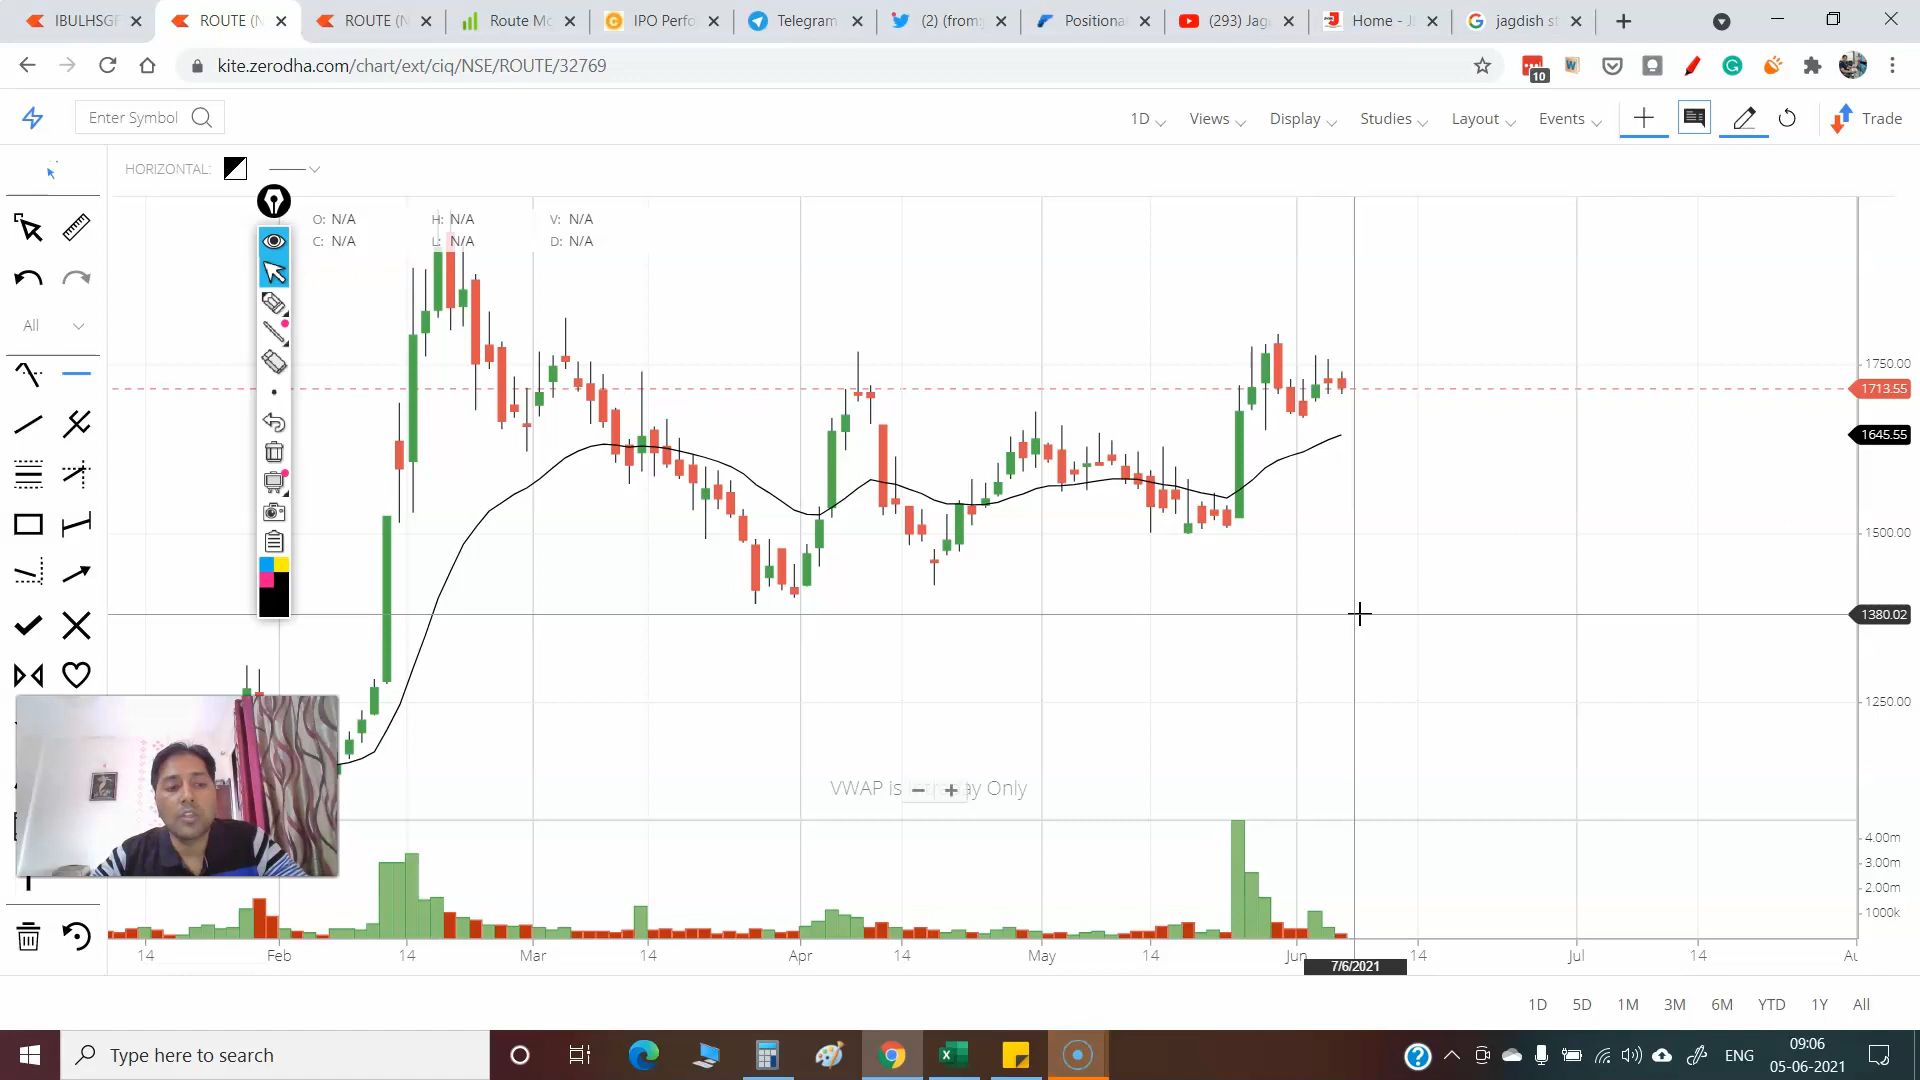 IBULHSGF
ROUTE (N
ROUTE (N
Route Mo
IPO Perfo
Telegram
(2) (from:j
Positiona
(293) Jag
Home - J
jagdish st
kite.zerodha.com/chart/ext/ciq/NSE/ROUTE/32769
10
Enter Symbol
1D
Views
Display
Studies
Layout
Events
Trade
HORIZONTAL:
O: N/A
H: N/A
V: N/A
C: N/A
L: N/A
D: N/A
All
1750.00
1713.55
1645.55
1500.00
1380.02
1250.00
VWAP is
ay Only
4.00m
3.00m
2.00m
1000k
14
Feb
14
Mar
14
Apr
14
May
14
Jun
14
Jul
14
7/6/2021
1D
5D
1M
3M
6M
YTD
1Y
All
Type here to search
ENG
09:06
05-06-2021